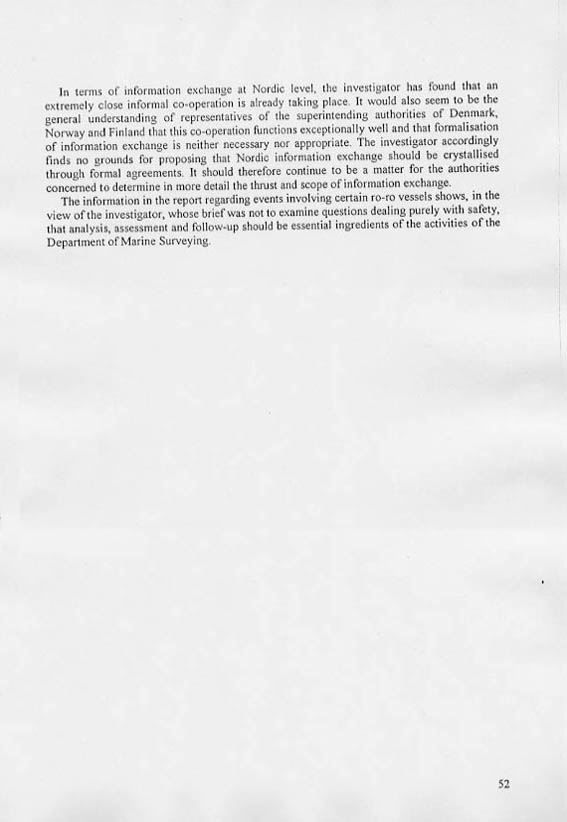 In terms of information exchange at Nordic level, the investigator has found that an
extremely close informal co-operation is already taking place. It would also seem to be the
general understanding of representatives of the superintending authorities of Denmark,
Norway and Finland that this co-operation functions exceptionally well and that formalisation
of information exchange is neither necessary nor appropriate. The investigator accordingly
finds no grounds for proposing that Nordic information exchange should be crystallised
through formal agreements. It should therefore continue to be a matter for the authorities
concerned to determine in more detail the thrust and scope of information exchange.
The information in the report regarding events involving certain ro-ro vessels shows, in the
view of the investigator, whose brief was not to examine questions dealing purely with safety,
that analysis, assessment and follow-up should be essential ingredients of the activities of the
Department of Marine Surveying.
52